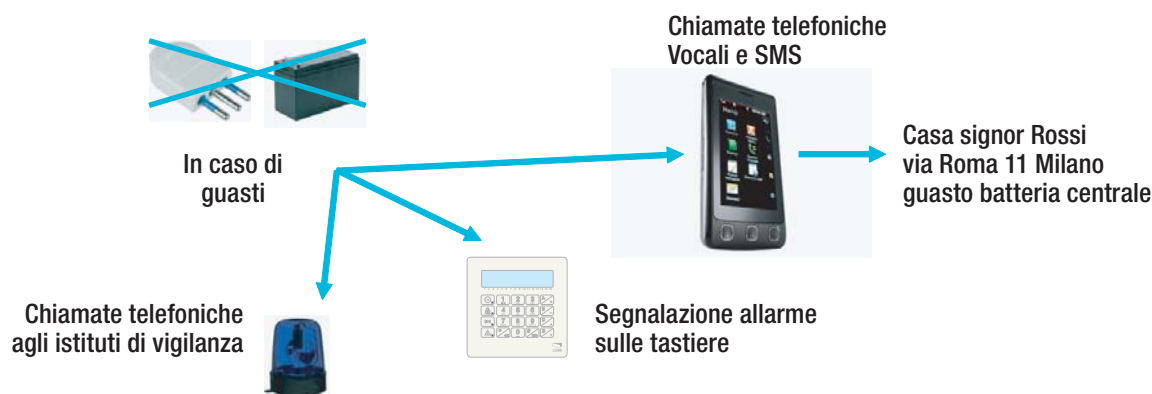 Chiamate telefoniche
Vocali e SMS
In caso di
guasti
Casa signor Rossi
via Roma 11 Milano
guasto batteria centrale
Chiamate telefoniche
agli istituti di vigilanza
Segnalazione allarme
sulle tastiere